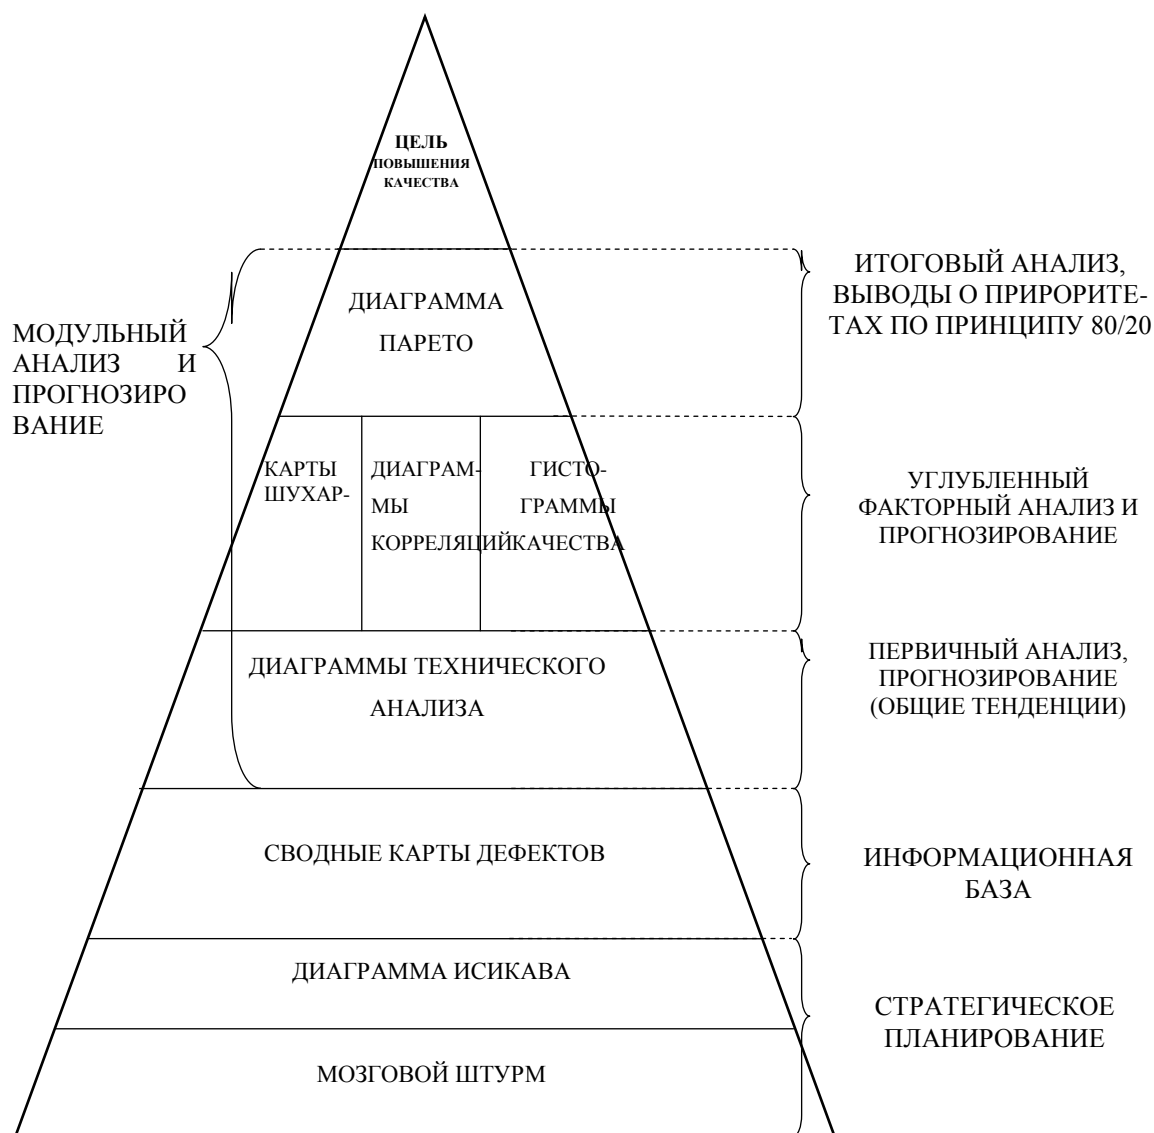 ЦЕЛЬ
ПОВЫШЕНИЯ
КАЧЕСТВА
МОДУЛЬНЫЙ
АНАЛИЗ И
ПРОГНОЗИРО
ВАНИЕ
ДИАГРАММА
ПАРЕТО
ИТОГОВЫЙ АНАЛИЗ,
ВЫВОДЫ О ПРИРОРИТЕ-
ТАХ ПО ПРИНЦИПУ 80/20
КАРТЫ
ШУХАР-
ДИАГРАМ-
МЫ
КОРРЕЛЯЦИЙ
ГИСТО-
ГРАММЫ
КАЧЕСТВА
УГЛУБЛЕННЫЙ
ФАКТОРНЫЙ АНАЛИЗ И
ПРОГНОЗИРОВАНИЕ
ДИАГРАММЫ ТЕХНИЧЕСКОГО
АНАЛИЗА
ПЕРВИЧНЫЙ АНАЛИЗ,
ПРОГНОЗИРОВАНИЕ
(ОБЩИЕ ТЕНДЕНЦИИ)
СВОДНЫЕ КАРТЫ ДЕФЕКТОВ
ИНФОРМАЦИОННАЯ
БАЗА
ДИАГРАММА ИСИКАВА
МОЗГОВОЙ ШТУРМ
СТРАТЕГИЧЕСКОЕ
ПЛАНИРОВАНИЕ